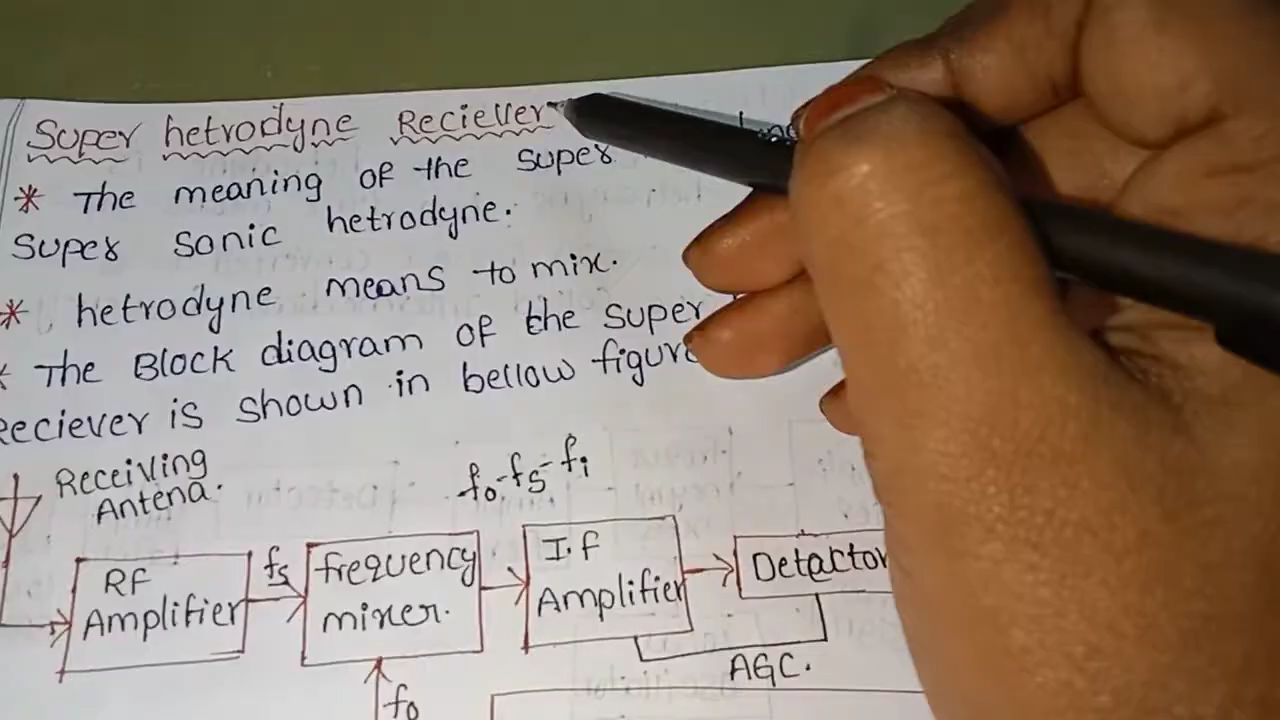 Super hetrodyne Reciever
* The meaning of the super
super sonic hetrodyne.
* hetrodyne means to mix.
* The Block diagram of the super
Reciever is shown in bellow figure
Receiving
Antena.
fo-fs-fi
RF
Amplifier
fs
frequency
mixer.
I.F
Amplifier
Detactor
AGC.
fo